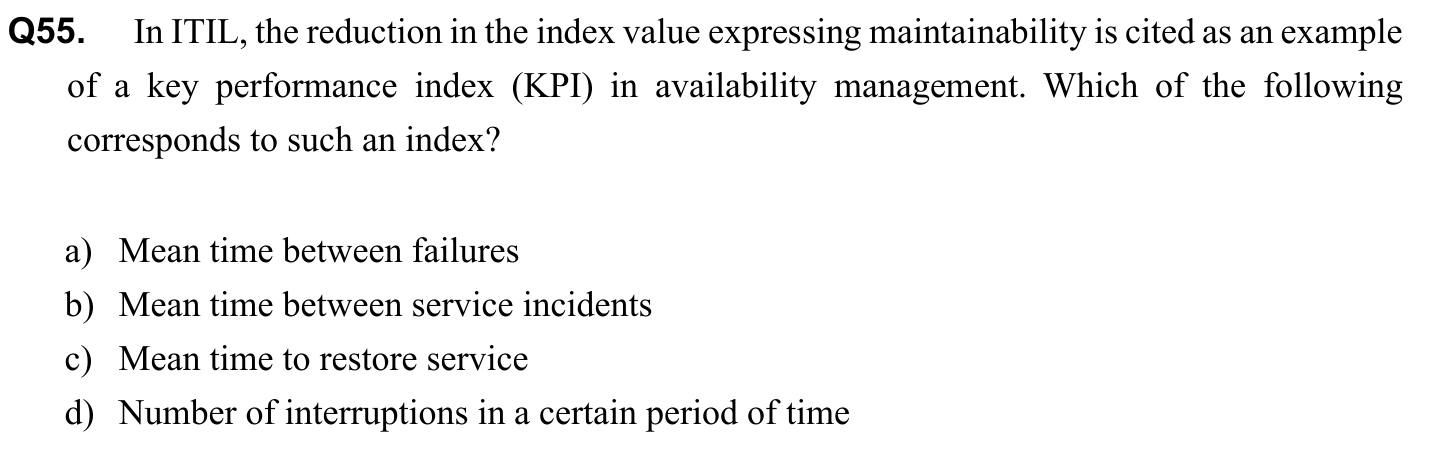 Q55. In ITIL, the reduction in the index value expressing maintainability is cited as an example
of a key performance index (KPI) in availability management. Which of the following
corresponds to such an index?
a) Mean time between failures
b) Mean time between service incidents
c) Mean time to restore service
d) Number of interruptions in a certain period of time